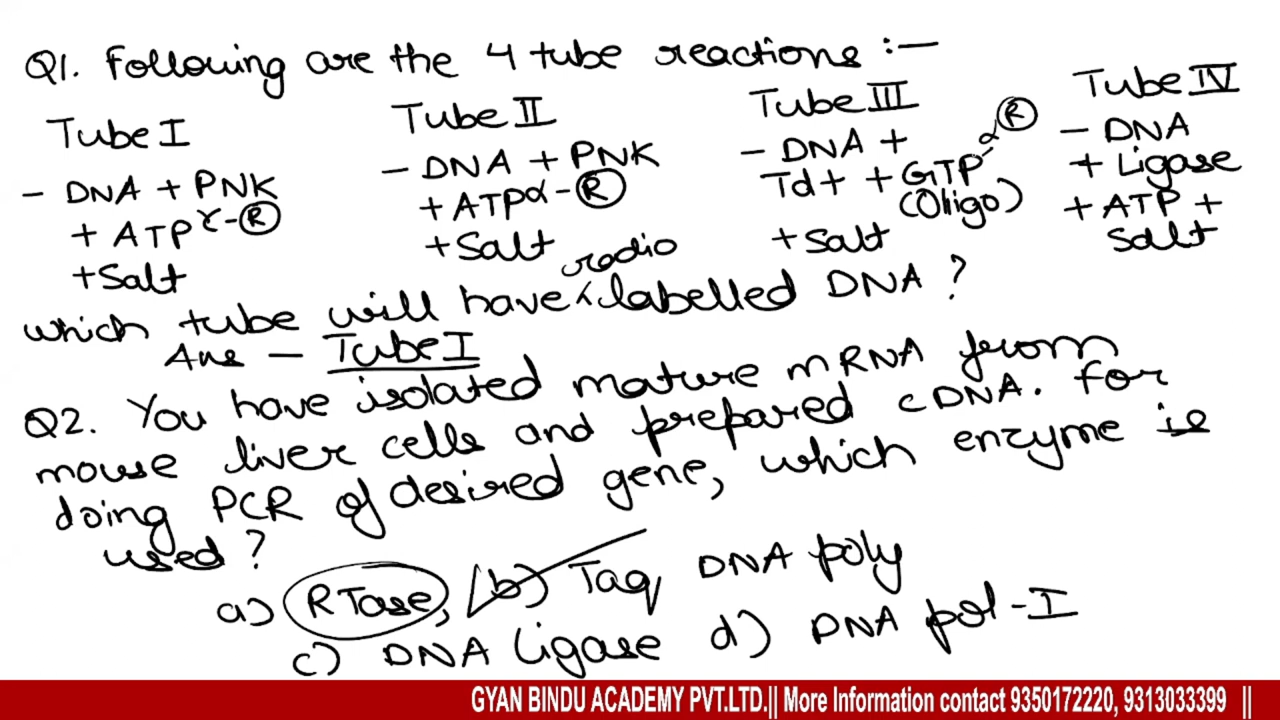 Q1. Following are the 4 tube reactions :—
Tube I
- DNA + PNK
+ ATP γ-R
+ Salt
Tube II
- DNA + PNK
+ ATP α-R
+ Salt
Tube III
- DNA +
Td+ + GTP α-R
(Oligo)
+ Salt
Tube IV
- DNA
+ Ligase
+ ATP +
Salt
which tube will have radio labelled DNA ?
Ans - Tube I
Q2. You have isolated mature mRNA from
mouse liver cells and prepared cDNA. For
doing PCR of desired gene, which enzyme is
used ?
a) RTase, b) Taq DNA poly
c) DNA ligase d) DNA pol-I
GYAN BINDU ACADEMY PVT.LTD.|| More Information contact 9350172220, 9313033399 ||